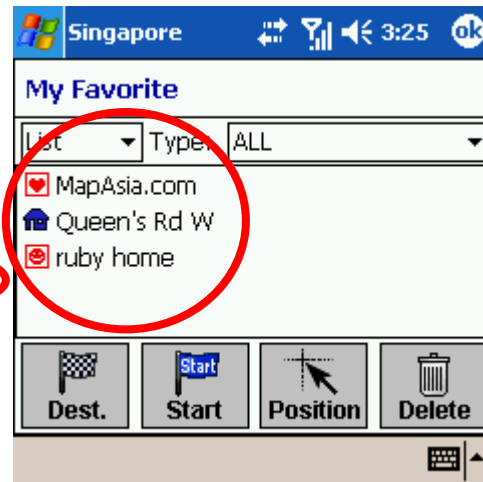 Singapore 3:25 ok
My Favorite
List Type: ALL
MapAsia.com
Queen's Rd W
ruby home
Start
Dest. Start Position Delete